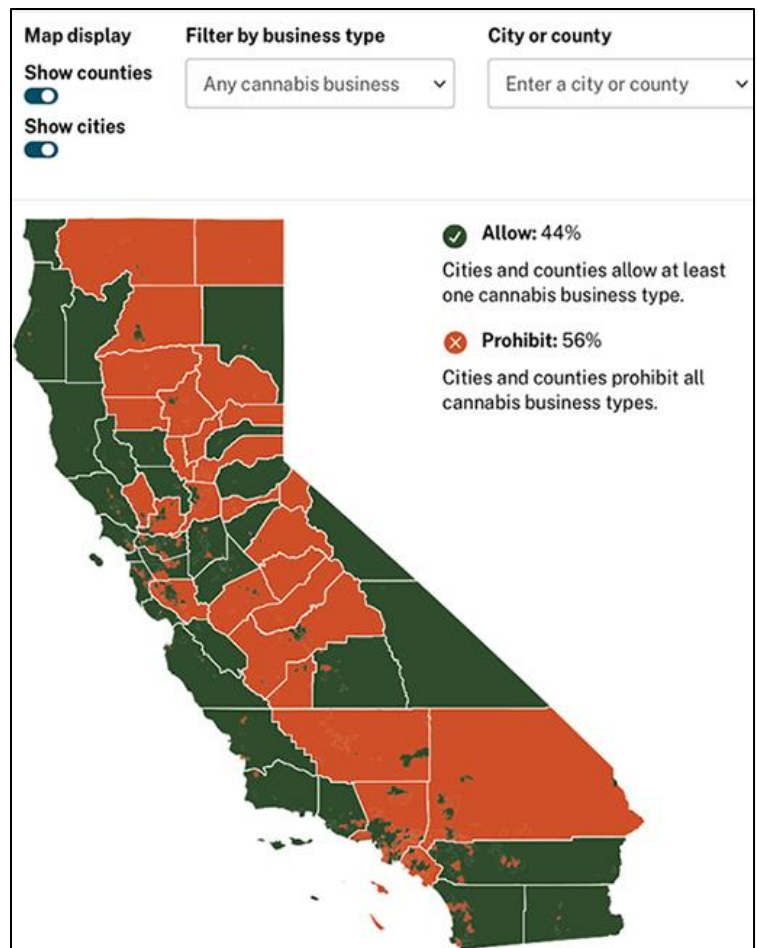 Map display
Show counties
Show cities
Filter by business type
Any cannabis business
City or county
Enter a city or county
Allow: 44%
Cities and counties allow at least
one cannabis business type.
Prohibit: 56%
Cities and counties prohibit all
cannabis business types.